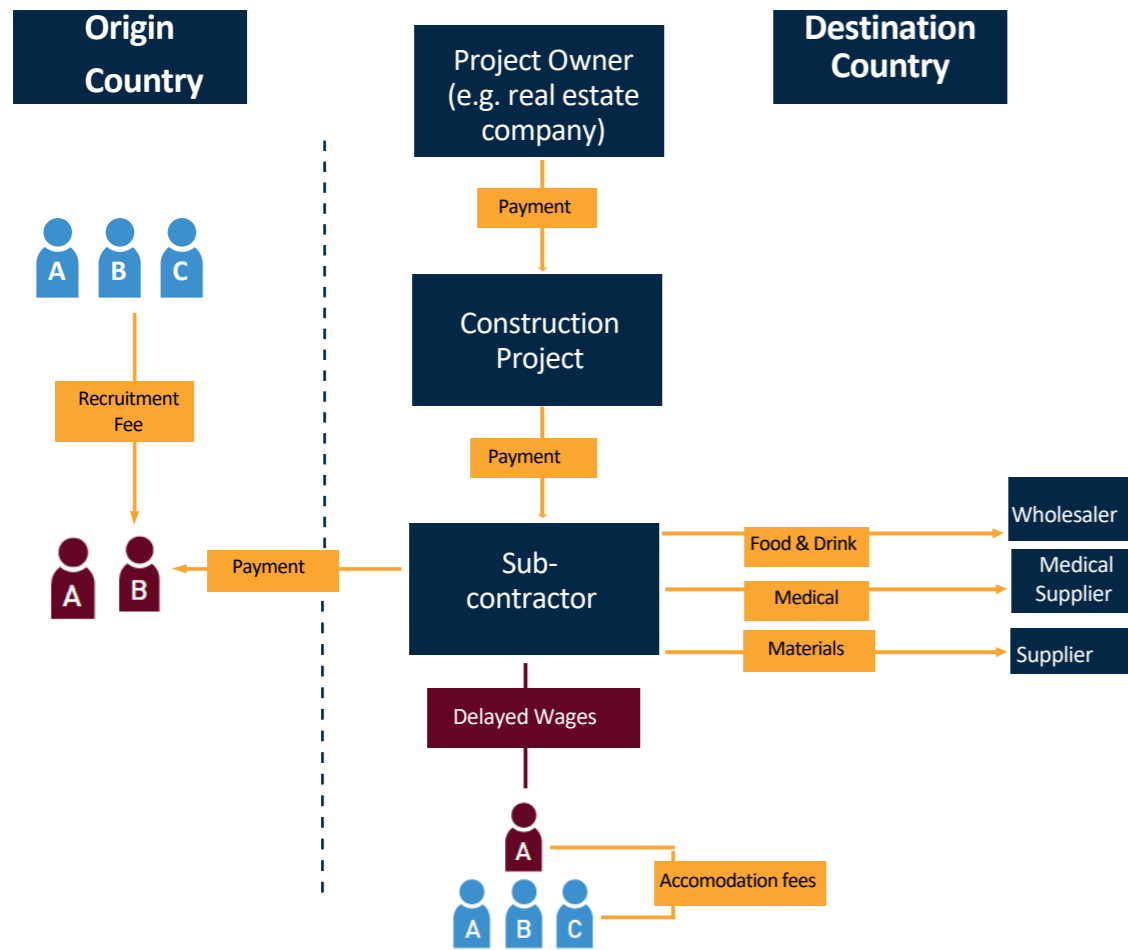 Origin
Country
Project Owner
(e.g. real estate
company)
Destination
Country
Payment
A B C
Construction
Project
Recruitment
Fee
Payment
Wholesaler
Food & Drink
Sub-
contractor
Payment
A B
Medical
Supplier
Medical
Materials
Supplier
Delayed Wages
A
Accomodation fees
A B C